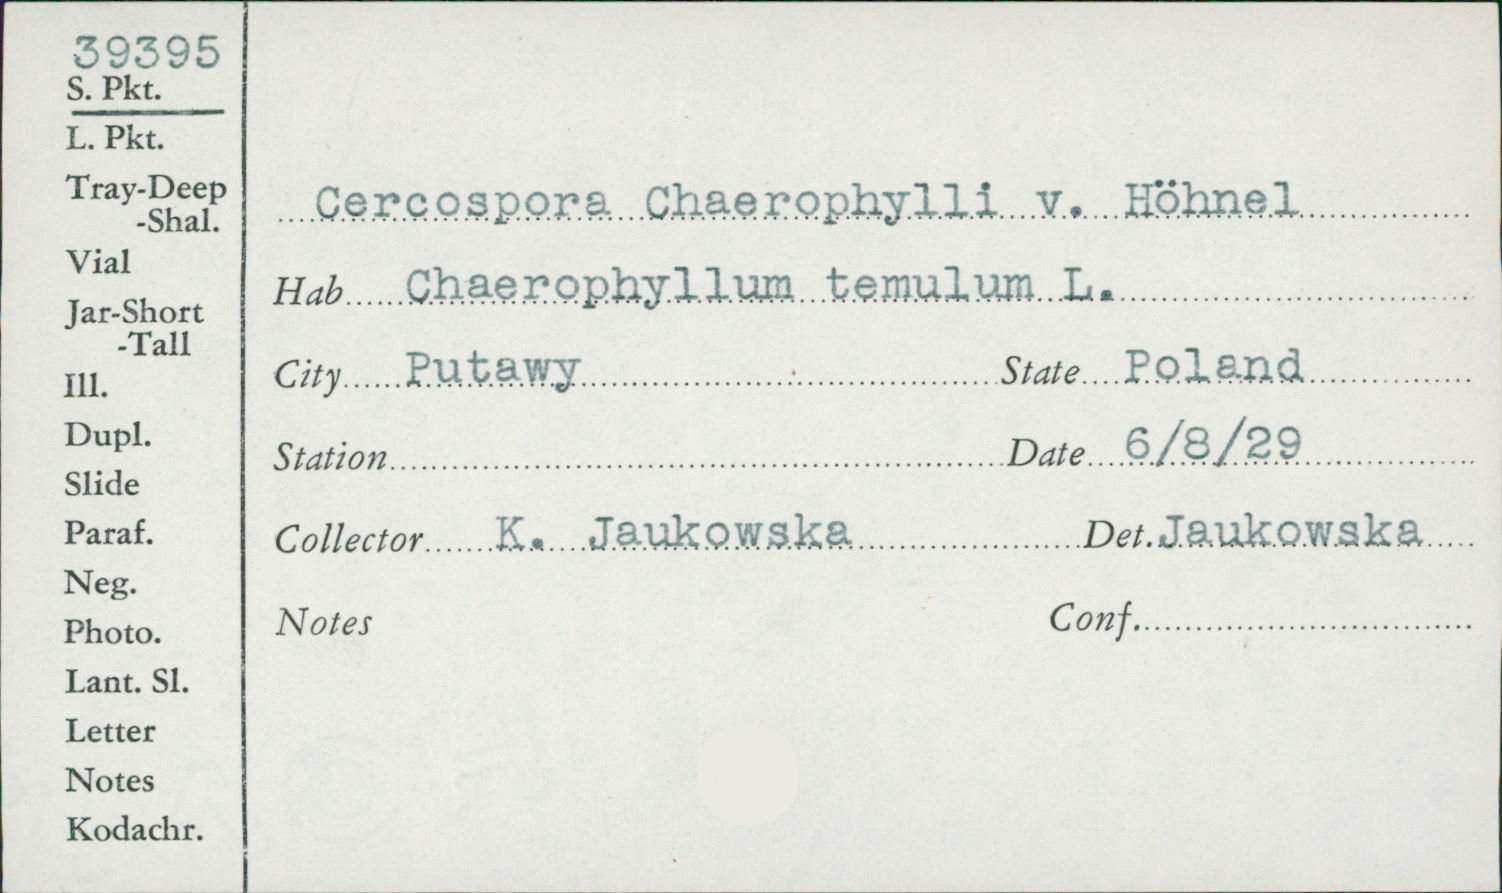 39395
S. Pkt.
L. Pkt.
Tray-Deep
-Shal.
Vial
Jar-Short
-Tall
Ill.
Dupl.
Slide
Paraf.
Neg.
Photo.
Lant. Sl.
Letter
Notes
Kodachr.
Cercospora Chaerophylli v. Höhnel
Hab Chaerophyllum temulum L.
City Putawy State Poland
Station Date 6/8/29
Collector K. Jaukowska Det. Jaukowska
Notes Conf.